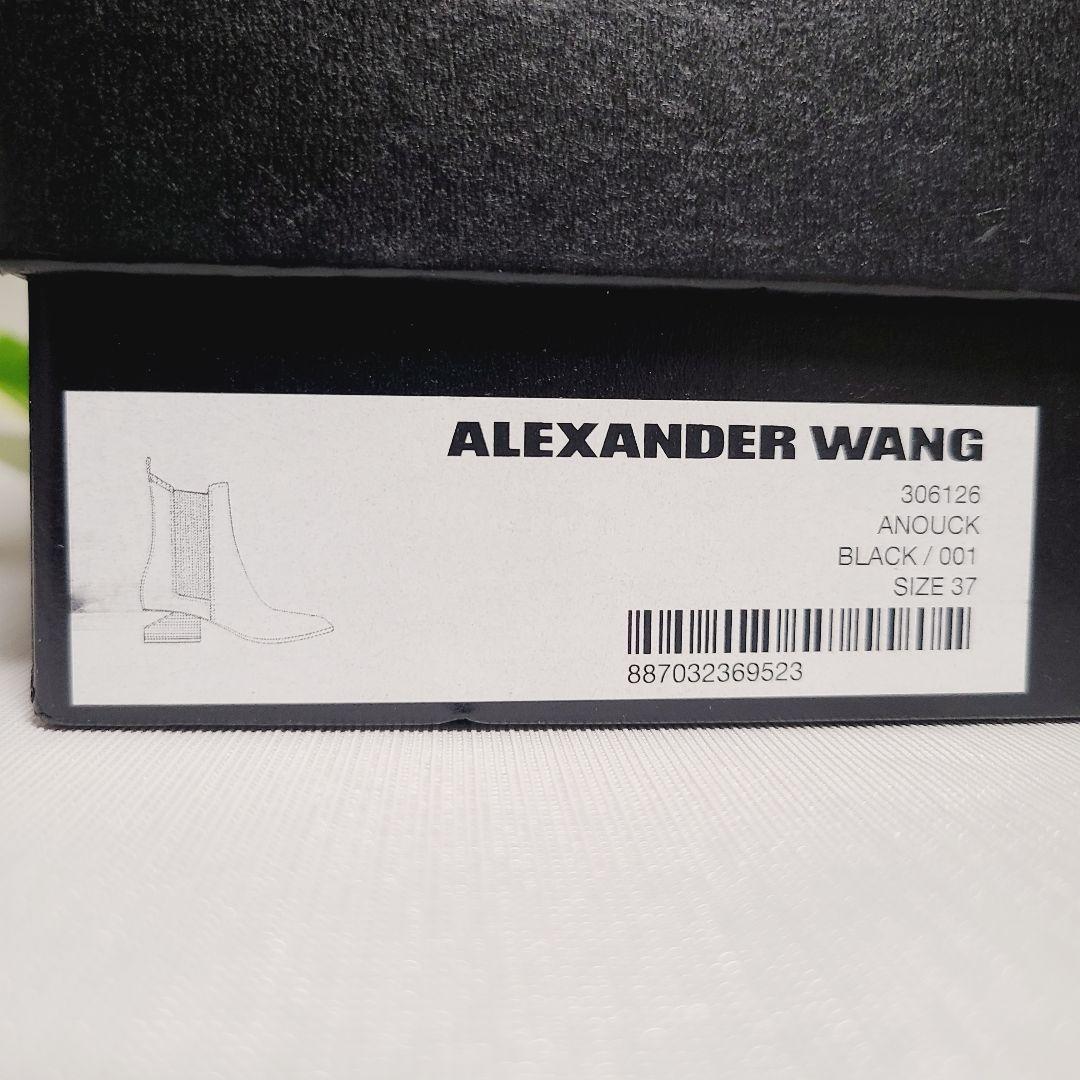 ALEXANDER WANG
306126
ANOUCK
BLACK / 001
SIZE 37
887032369523